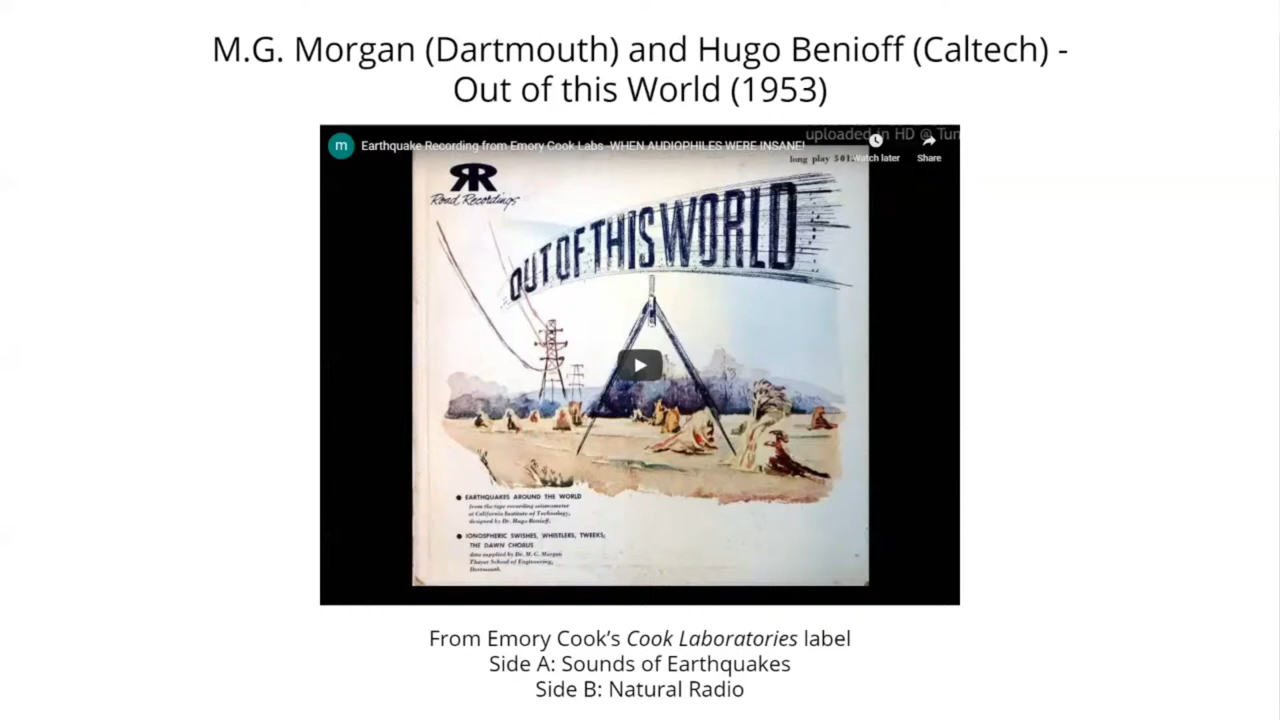 M.G. Morgan (Dartmouth) and Hugo Benioff (Caltech) -
Out of this World (1953)
uploaded in HD @ Tun
m
Earthquake Recording from Emory Cook Labs -WHEN AUDIOPHILES WERE INSANE!
Watch later
Share
long play 501
RR
Road Recordings
OUT OF THIS WORLD
EARTHQUAKES AROUND THE WORLD
from the tape recording seismometer
at California Institute of Technology,
designed by Dr. Hugo Benioff.
IONOSPHERIC SWISHES, WHISTLERS, TWEEKS,
THE DAWN CHORUS
data supplied by Dr. M. G. Morgan
Thayer School of Engineering,
Dartmouth.
From Emory Cook’s Cook Laboratories label
Side A: Sounds of Earthquakes
Side B: Natural Radio